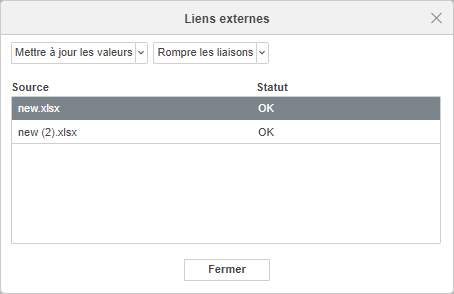 Liens externes
Mettre à jour les valeurs Rompre les liaisons
Source Statut
new.xlsx OK
new (2).xlsx OK
Fermer